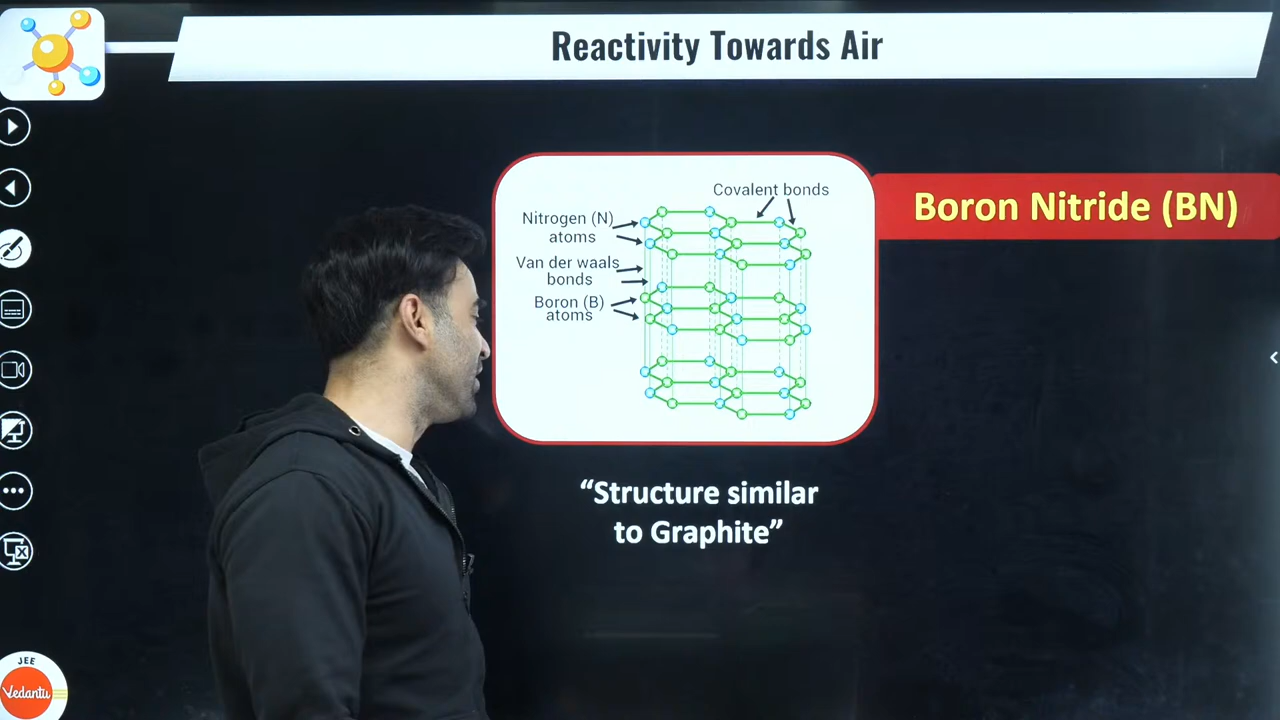 Reactivity Towards Air
Covalent bonds
Nitrogen (N)
atoms
Van der waals
bonds
Boron (B)
atoms
Boron Nitride (BN)
“Structure similar
to Graphite”
JEE
Vedantu